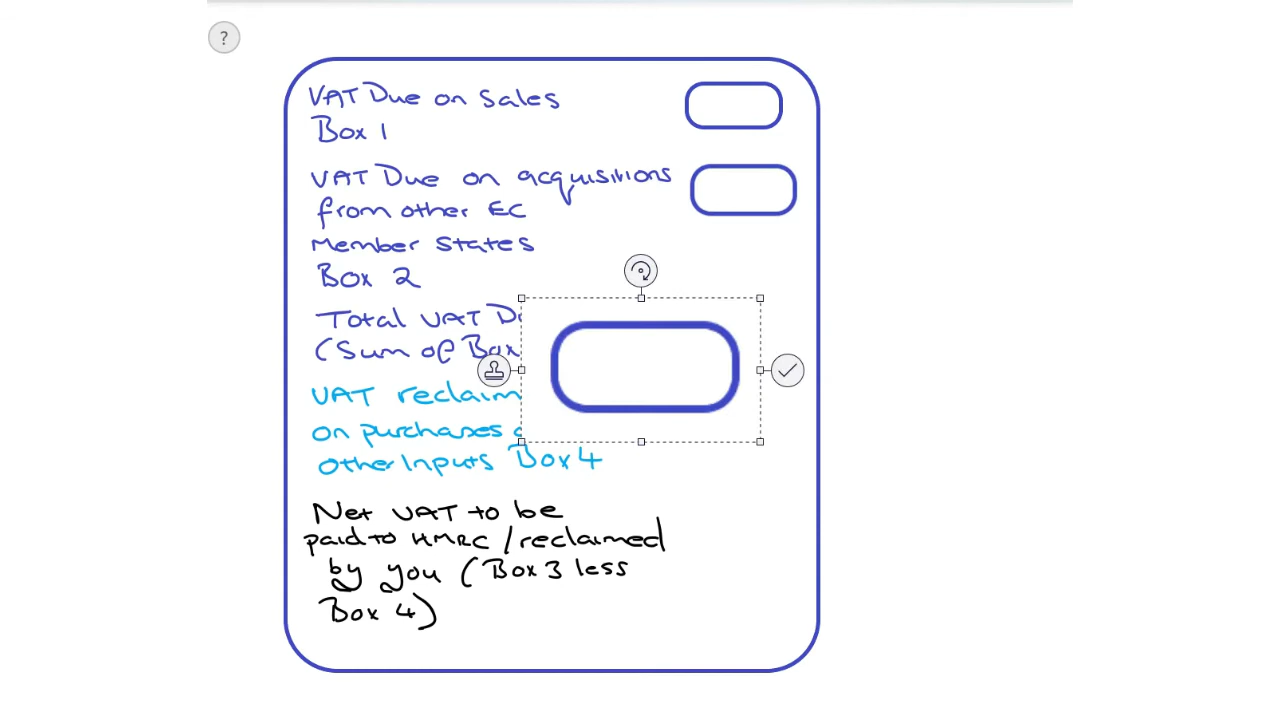 ?
VAT Due on Sales
Box 1
VAT Due on acquisitions
from other EC
Member States
Box 2
Total VAT
(Sum of Box
VAT reclaim
on purchases
other Inputs Box 4
Net VAT to be
paid to HMRC / reclaimed
by you (Box 3 less
Box 4)